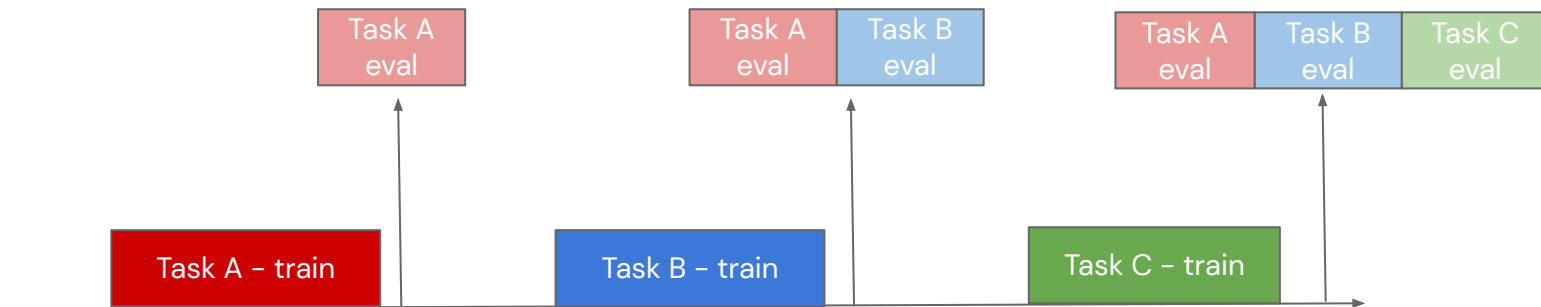 Task A
eval
Task A
eval
Task B
eval
Task A
eval
Task B
eval
Task C
eval
Task A – train
Task B – train
Task C – train